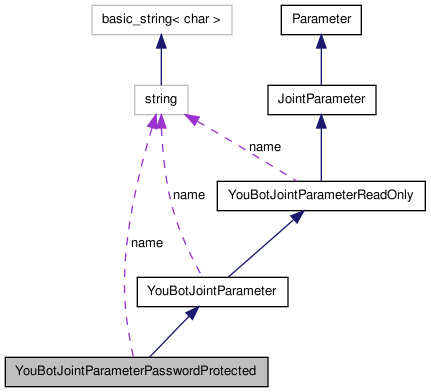 basic_string< char >
Parameter
string
JointParameter
name
YouBotJointParameterReadOnly
name
name
YouBotJointParameter
YouBotJointParameterPasswordProtected